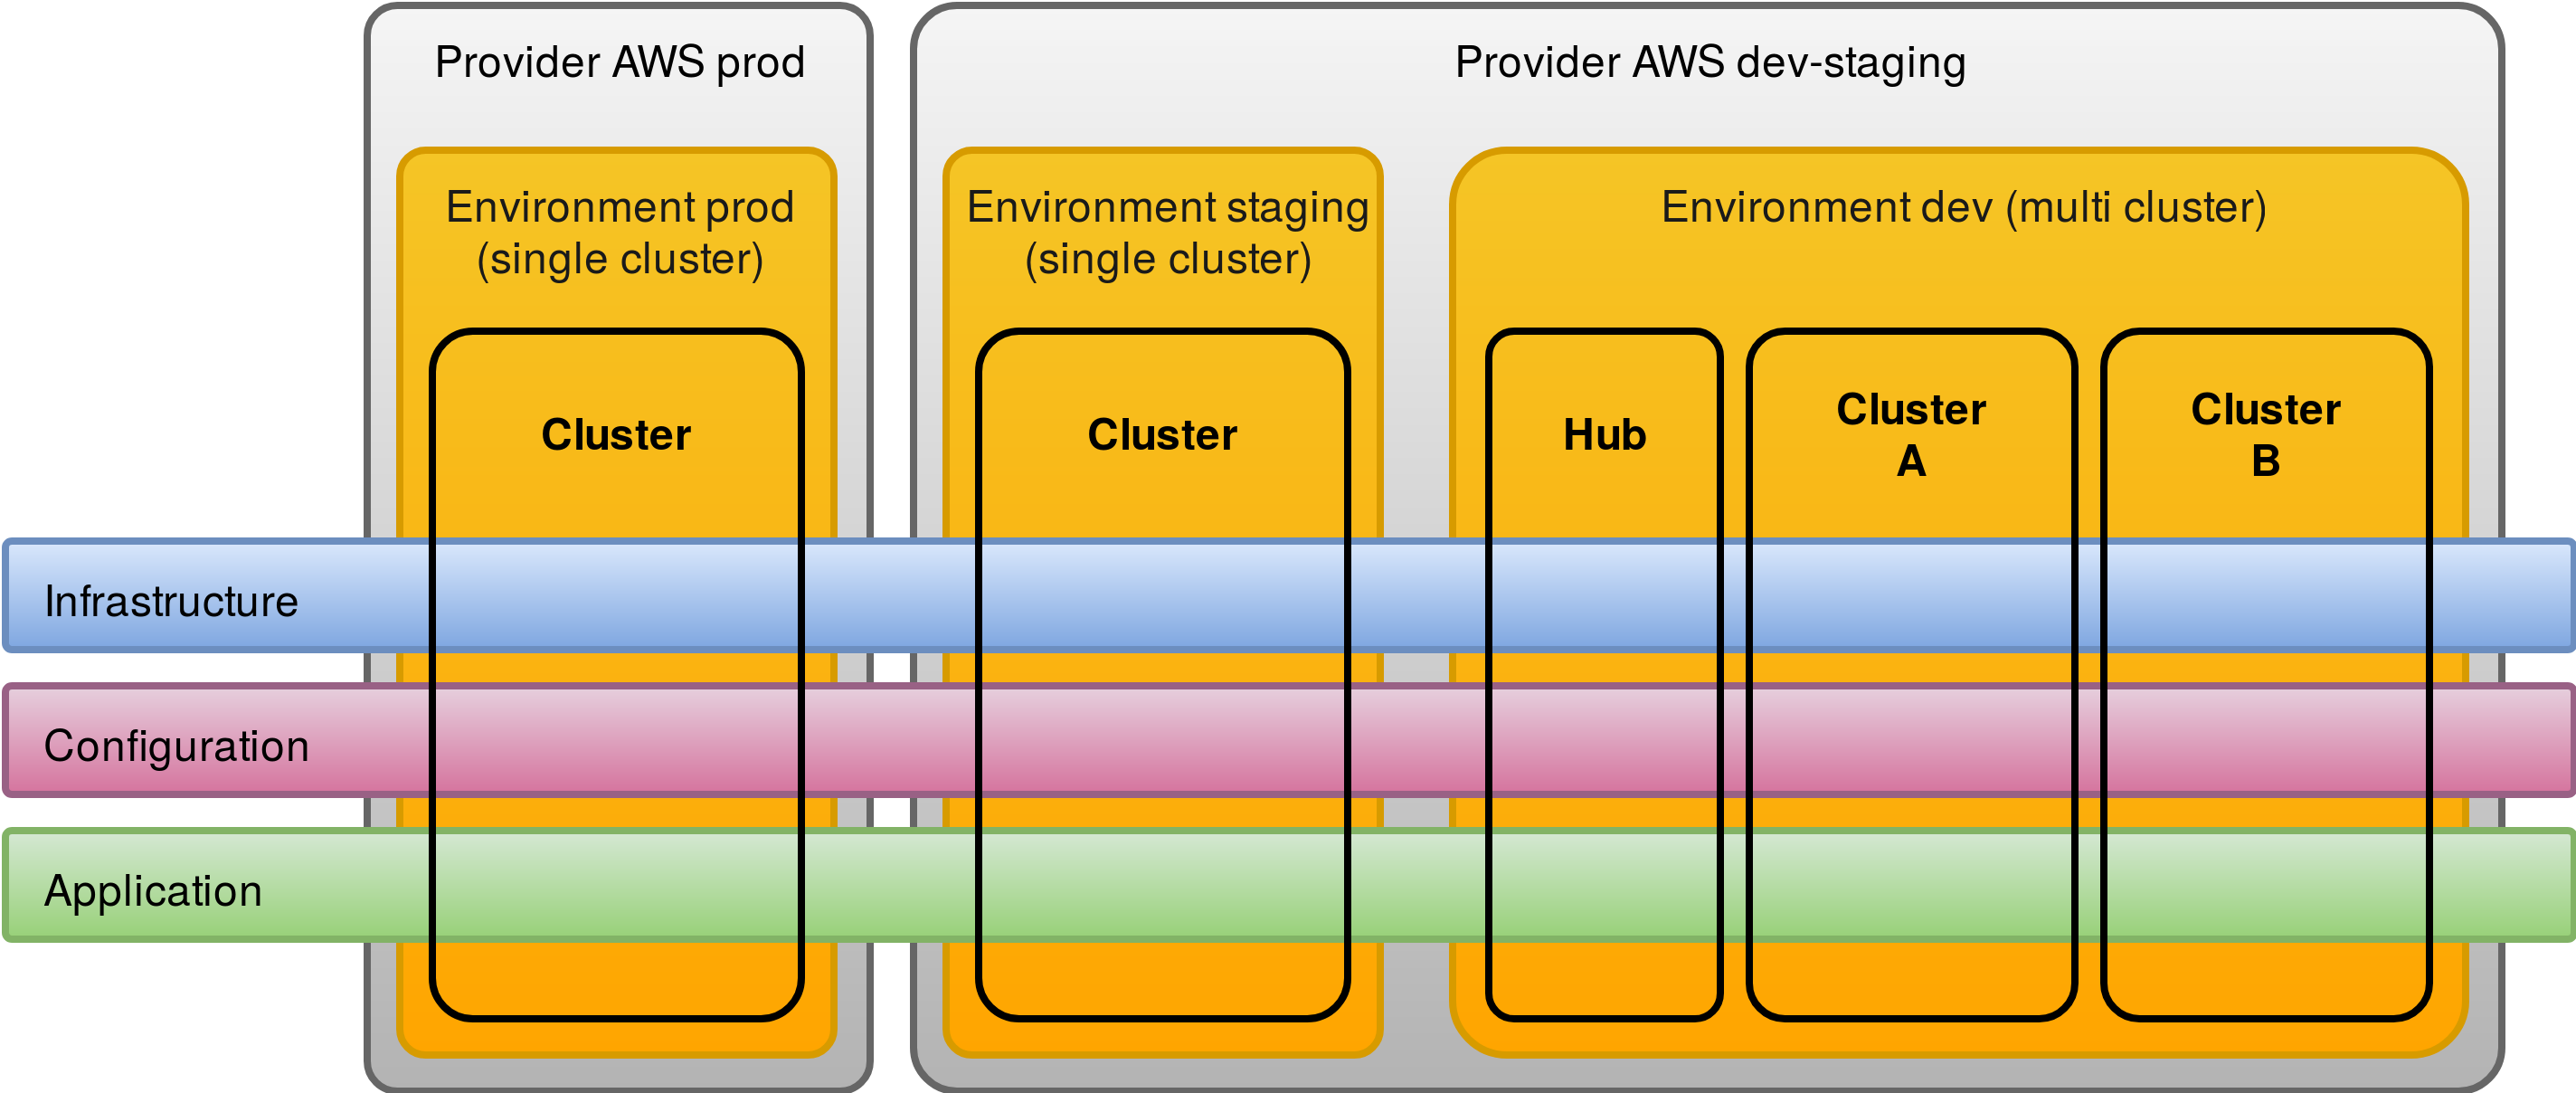 Provider AWS prod
Provider AWS dev-staging
Environment prod
(single cluster)
Environment staging
(single cluster)
Environment dev (multi cluster)
Cluster
Cluster
Hub
Cluster
A
Cluster
B
Infrastructure
Configuration
Application